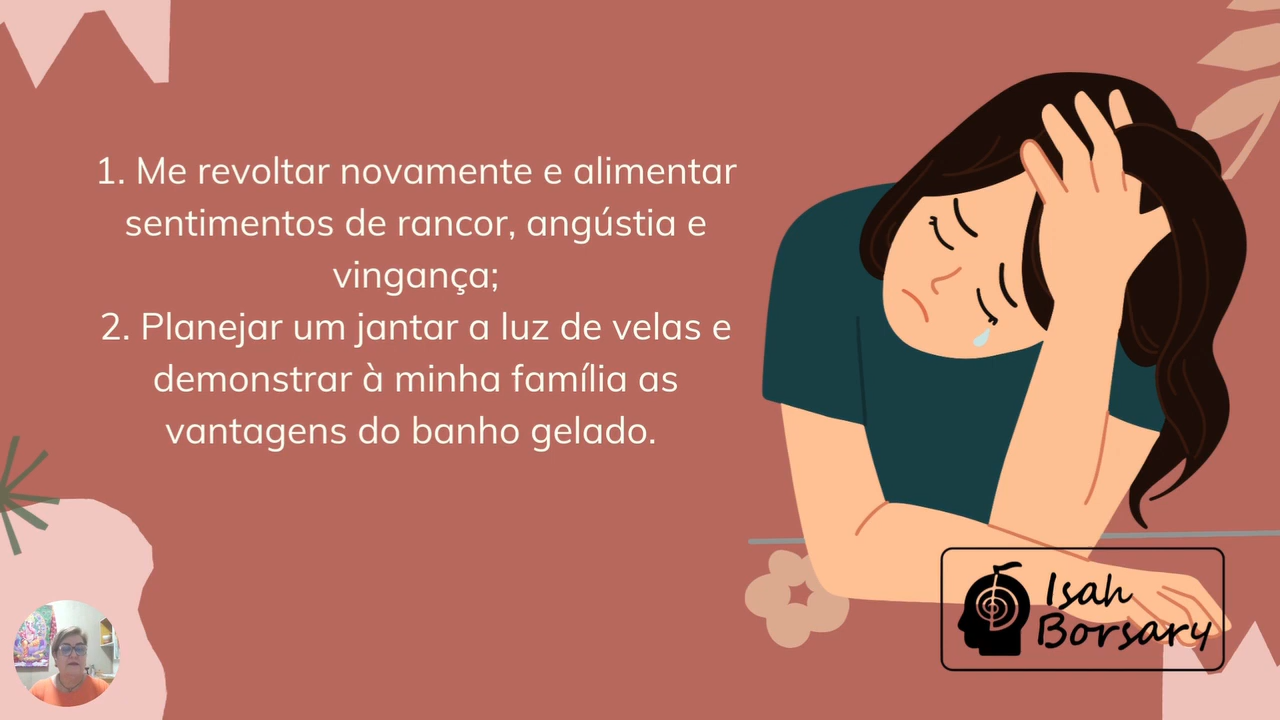 1. Me revoltar novamente e alimentar
sentimentos de rancor, angústia e
vingança;
2. Planejar um jantar a luz de velas e
demonstrar à minha família as
vantagens do banho gelado.
Isah
Borsary